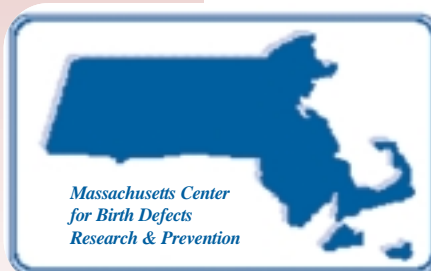 Massachusetts Center
for Birth Defects
Research & Prevention